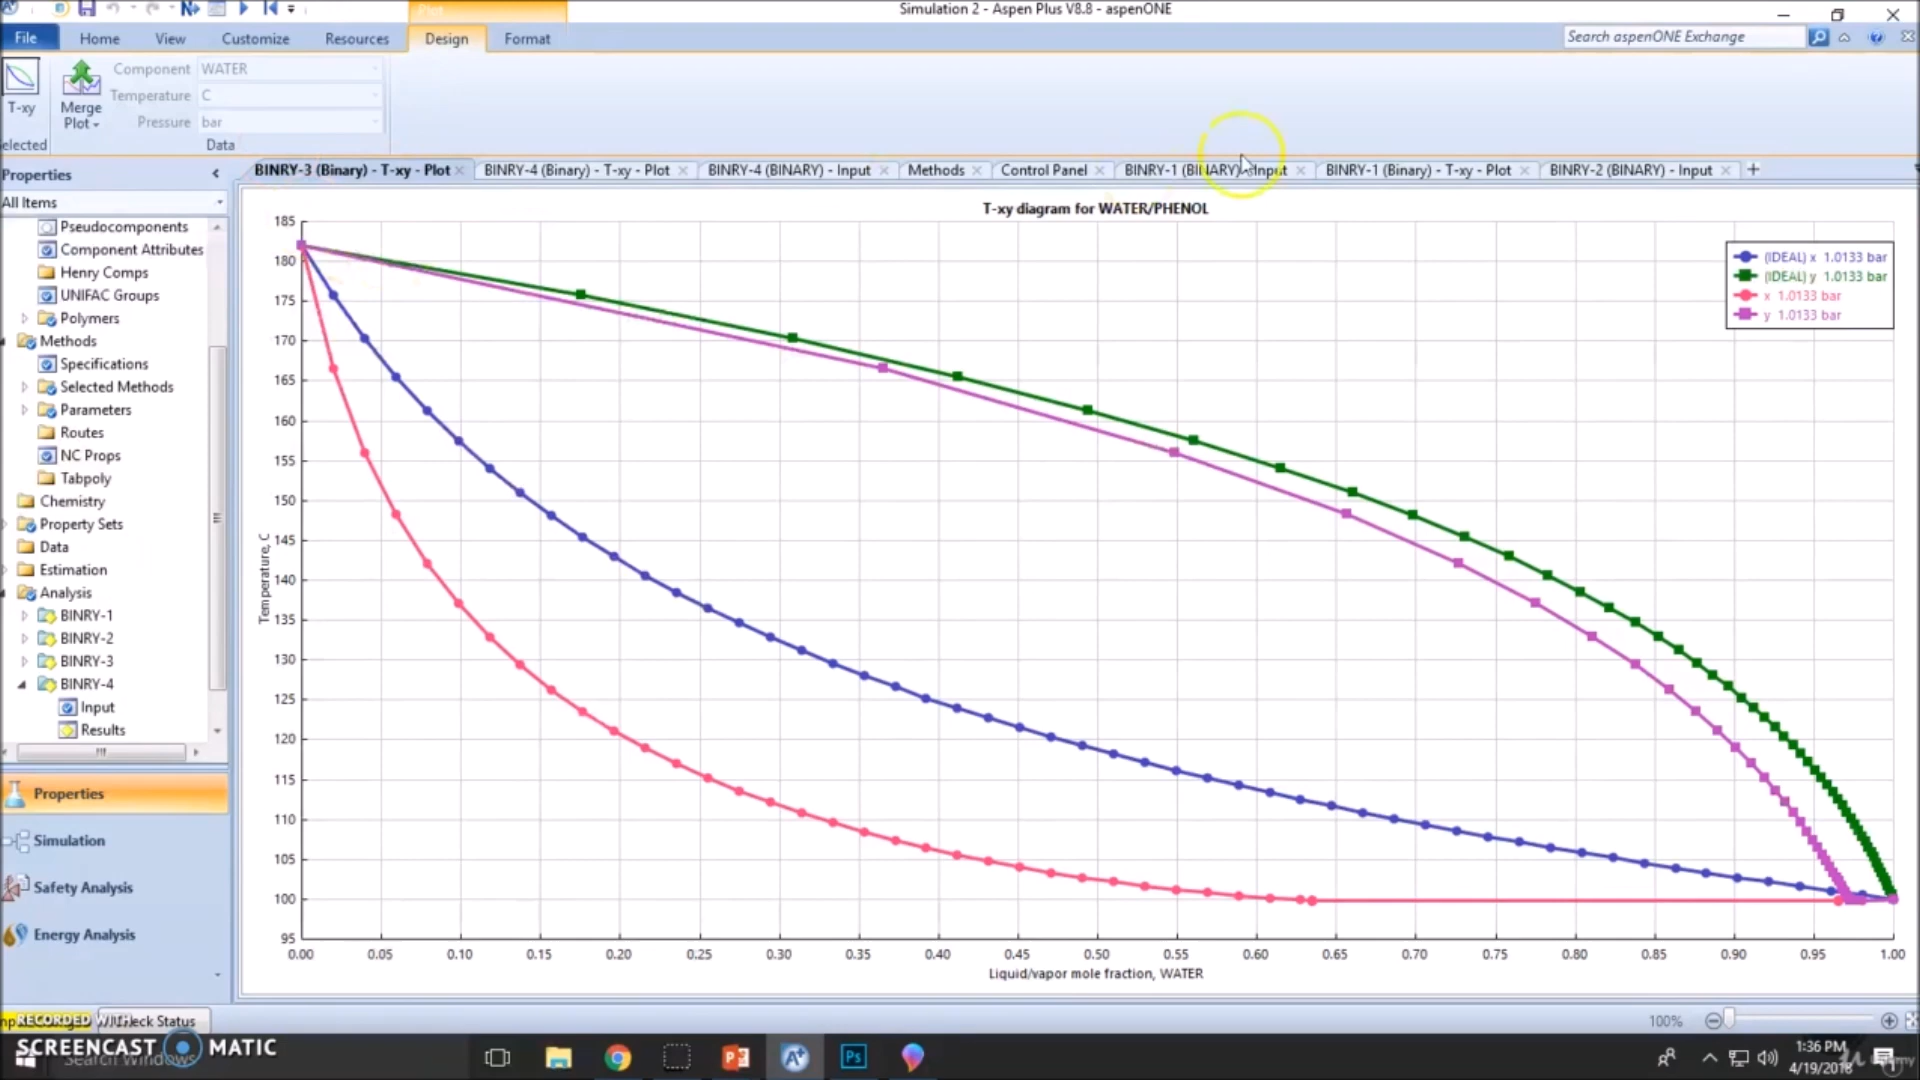 Simulation 2 - Aspen Plus V8.8 - aspenONE
Plot
File Home View Customize Resources Design Format
Search aspenONE Exchange
T-xy
Merge Plot
Component WATER
Temperature C
Pressure bar
elected
Data
BINRY-3 (Binary) - T-xy - Plot
BINRY-4 (Binary) - T-xy - Plot
BINRY-4 (BINARY) - Input
Methods
Control Panel
BINRY-1 (BINARY) - Input
BINRY-1 (Binary) - T-xy - Plot
BINRY-2 (BINARY) - Input
Properties
All Items
Pseudocomponents
Component Attributes
Henry Comps
UNIFAC Groups
Polymers
Methods
Specifications
Selected Methods
Parameters
Routes
NC Props
Tabpoly
Chemistry
Property Sets
Data
Estimation
Analysis
BINRY-1
BINRY-2
BINRY-3
BINRY-4
Input
Results
Properties
Simulation
Safety Analysis
Energy Analysis
T-xy diagram for WATER/PHENOL
(IDEAL) x 1.0133 bar
(IDEAL) y 1.0133 bar
x 1.0133 bar
y 1.0133 bar
Temperature, C
185
180
175
170
165
160
155
150
145
140
135
130
125
120
115
110
105
100
95
0.00 0.05 0.10 0.15 0.20 0.25 0.30 0.35 0.40 0.45 0.50 0.55 0.60 0.65 0.70 0.75 0.80 0.85 0.90 0.95 1.00
Liquid/vapor mole fraction, WATER
Check Status
100%
RECORDED WITH
SCREENCAST MATIC
Search Windows
1:36 PM
4/19/2018